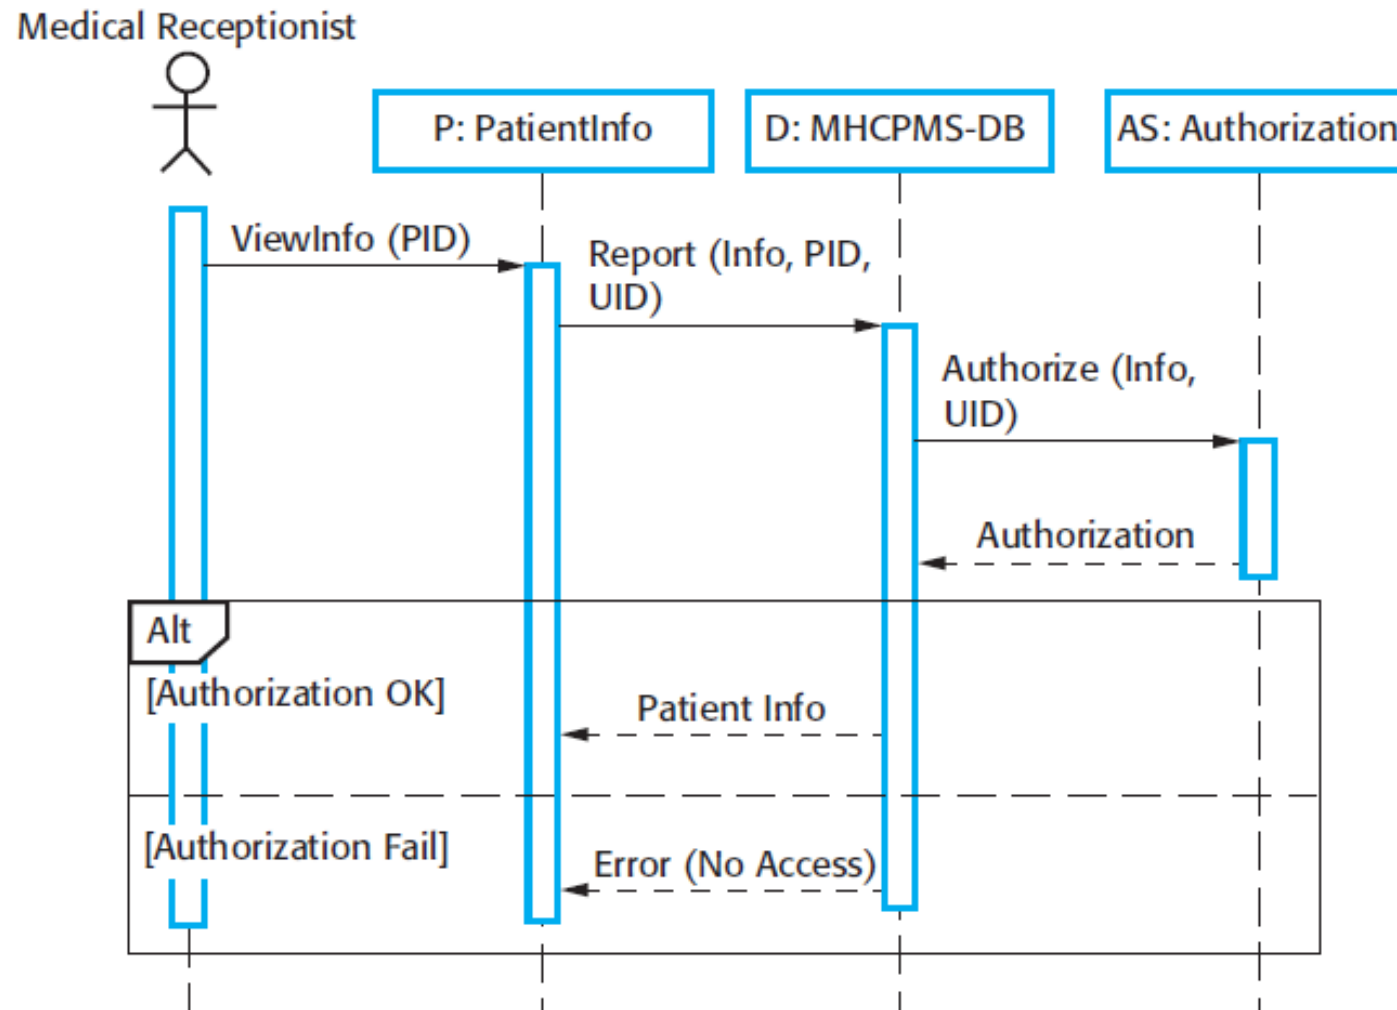 Medical Receptionist
P: PatientInfo
D: MHCPMS-DB
AS: Authorization
ViewInfo (PID)
Report (Info, PID,
UID)
Authorize (Info,
UID)
Authorization
Alt
[Authorization OK]
Patient Info
[Authorization Fail]
Error (No Access)